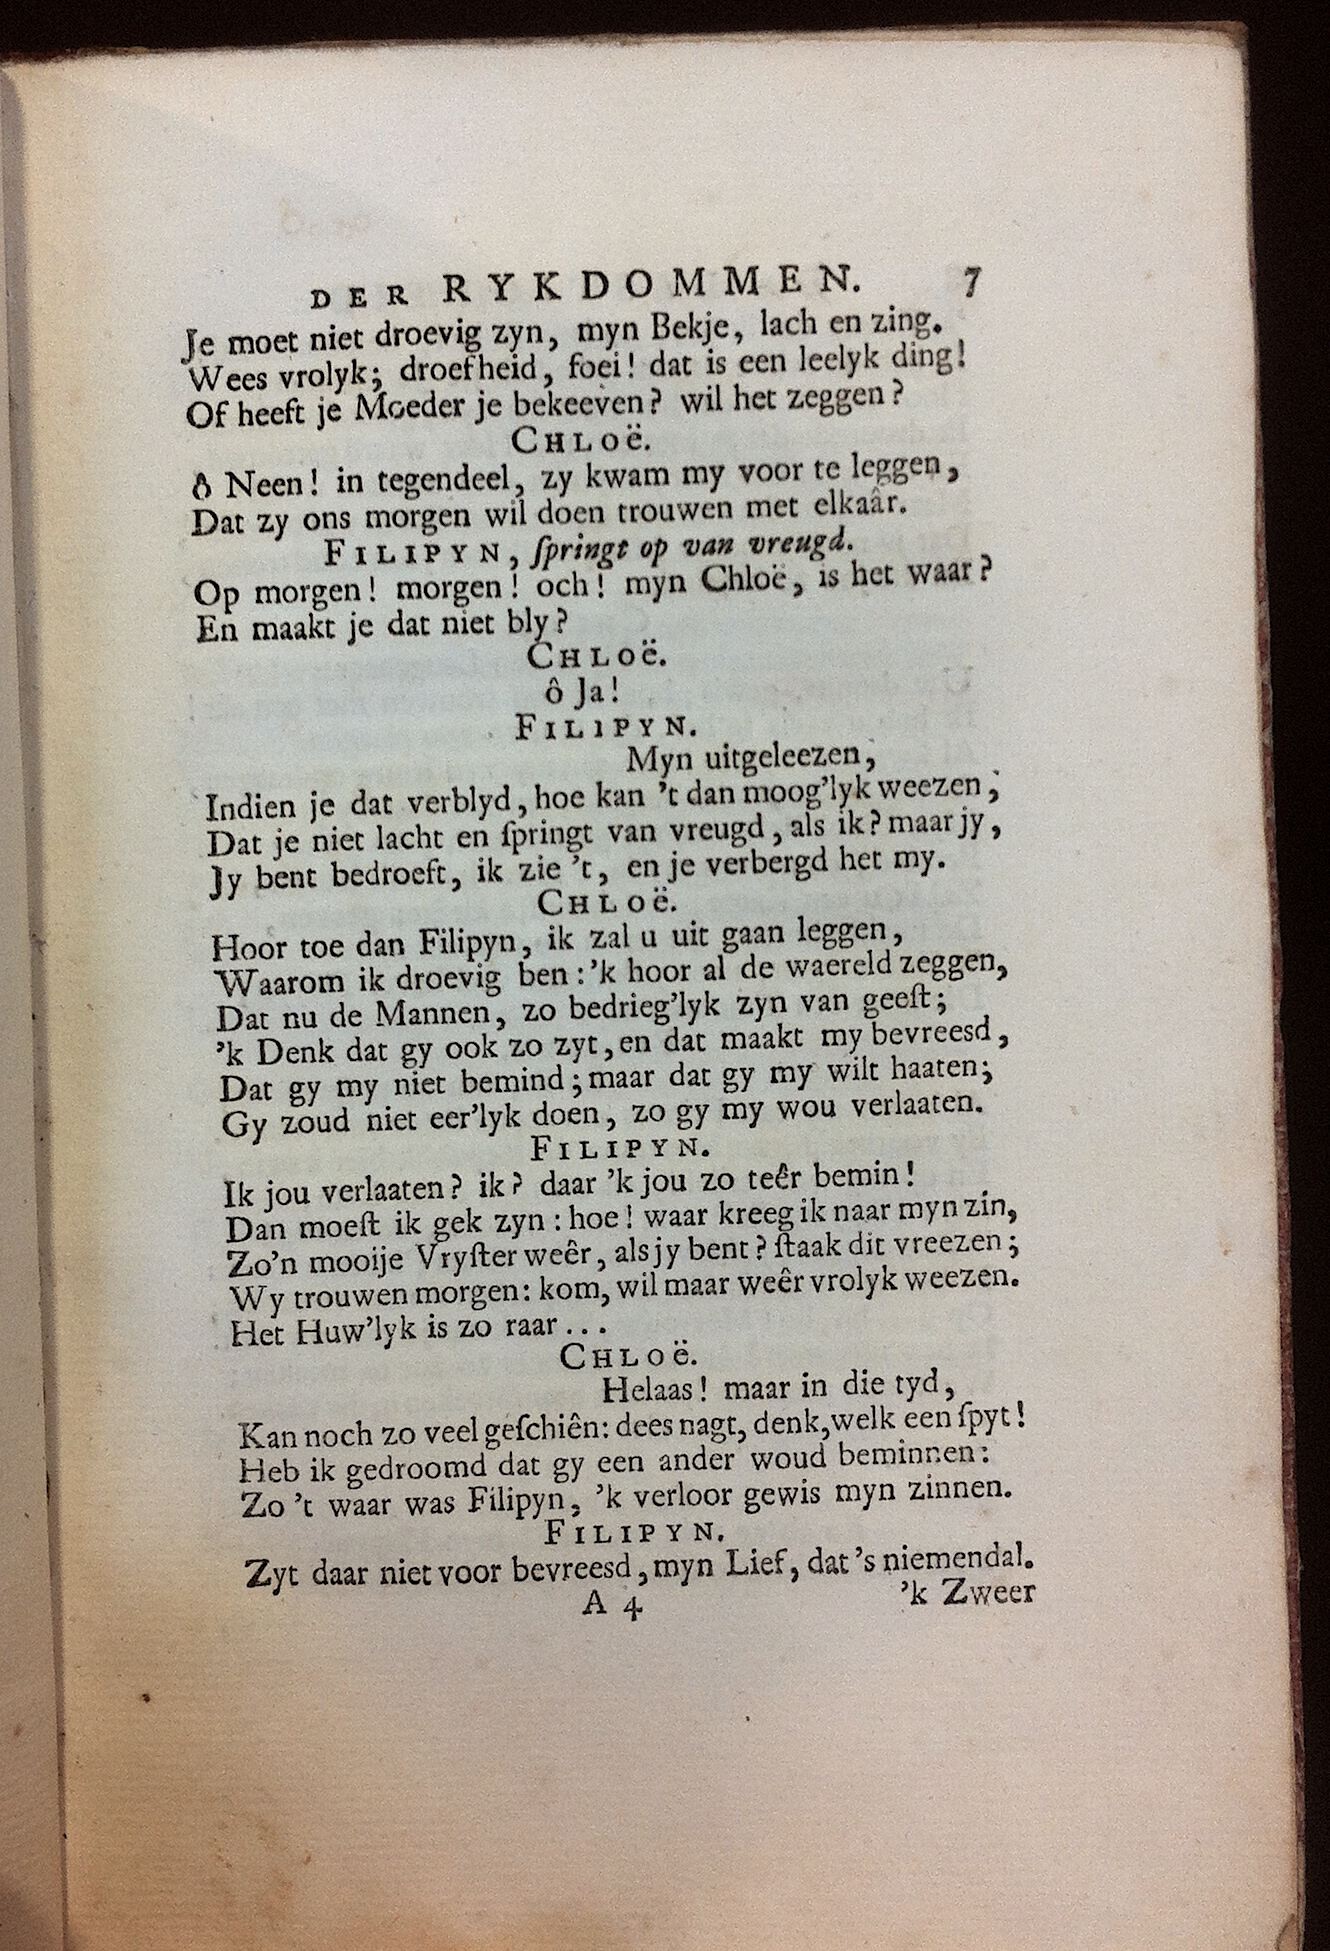 DER RYKDOMMEN. 7
Je moet niet droevig zyn, myn Bekje, lach en zing.
Wees vrolyk; droefheid, foei! dat is een leelyk ding!
Of heeft je Moeder je bekeeven? wil het zeggen?
CHLOË.
ô Neen! in tegendeel, zy kwam my voor te leggen,
Dat zy ons morgen wil doen trouwen met elkaâr.
FILIPYN, ſpringt op van vreugd.
Op morgen! morgen! och! myn Chloë, is het waar?
En maakt je dat niet bly?
CHLOË.
ô Ja!
FILIPYN.
Myn uitgeleezen,
Indien je dat verblyd, hoe kan 't dan moog'lyk weezen,
Dat je niet lacht en ſpringt van vreugd, als ik? maar jy,
Jy bent bedroeft, ik zie 't, en je verbergd het my.
CHLOË.
Hoor toe dan Filipyn, ik zal u uit gaan leggen,
Waarom ik droevig ben: 'k hoor al de waereld zeggen,
Dat nu de Mannen, zo bedrieg'lyk zyn van geeſt;
'k Denk dat gy ook zo zyt, en dat maakt my bevreesd,
Dat gy my niet bemind; maar dat gy my wilt haaten;
Gy zoud niet eer'lyk doen, zo gy my wou verlaaten.
FILIPYN.
Ik jou verlaaten? ik? daar 'k jou zo teêr bemin!
Dan moeſt ik gek zyn: hoe! waar kreeg ik naar myn zin,
Zo'n mooije Vryſter weêr, als jy bent? ſtaak dit vreezen;
Wy trouwen morgen: kom, wil maar weêr vrolyk weezen.
Het Huw'lyk is zo raar...
CHLOË.
Helaas! maar in die tyd,
Kan noch zo veel geſchiên: dees nagt, denk, welk een ſpyt!
Heb ik gedroomd dat gy een ander woud beminnen:
Zo 't waar was Filipyn, 'k verloor gewis myn zinnen.
FILIPYN.
Zyt daar niet voor bevreesd, myn Lief, dat 's niemendal.
A 4 'k Zweer